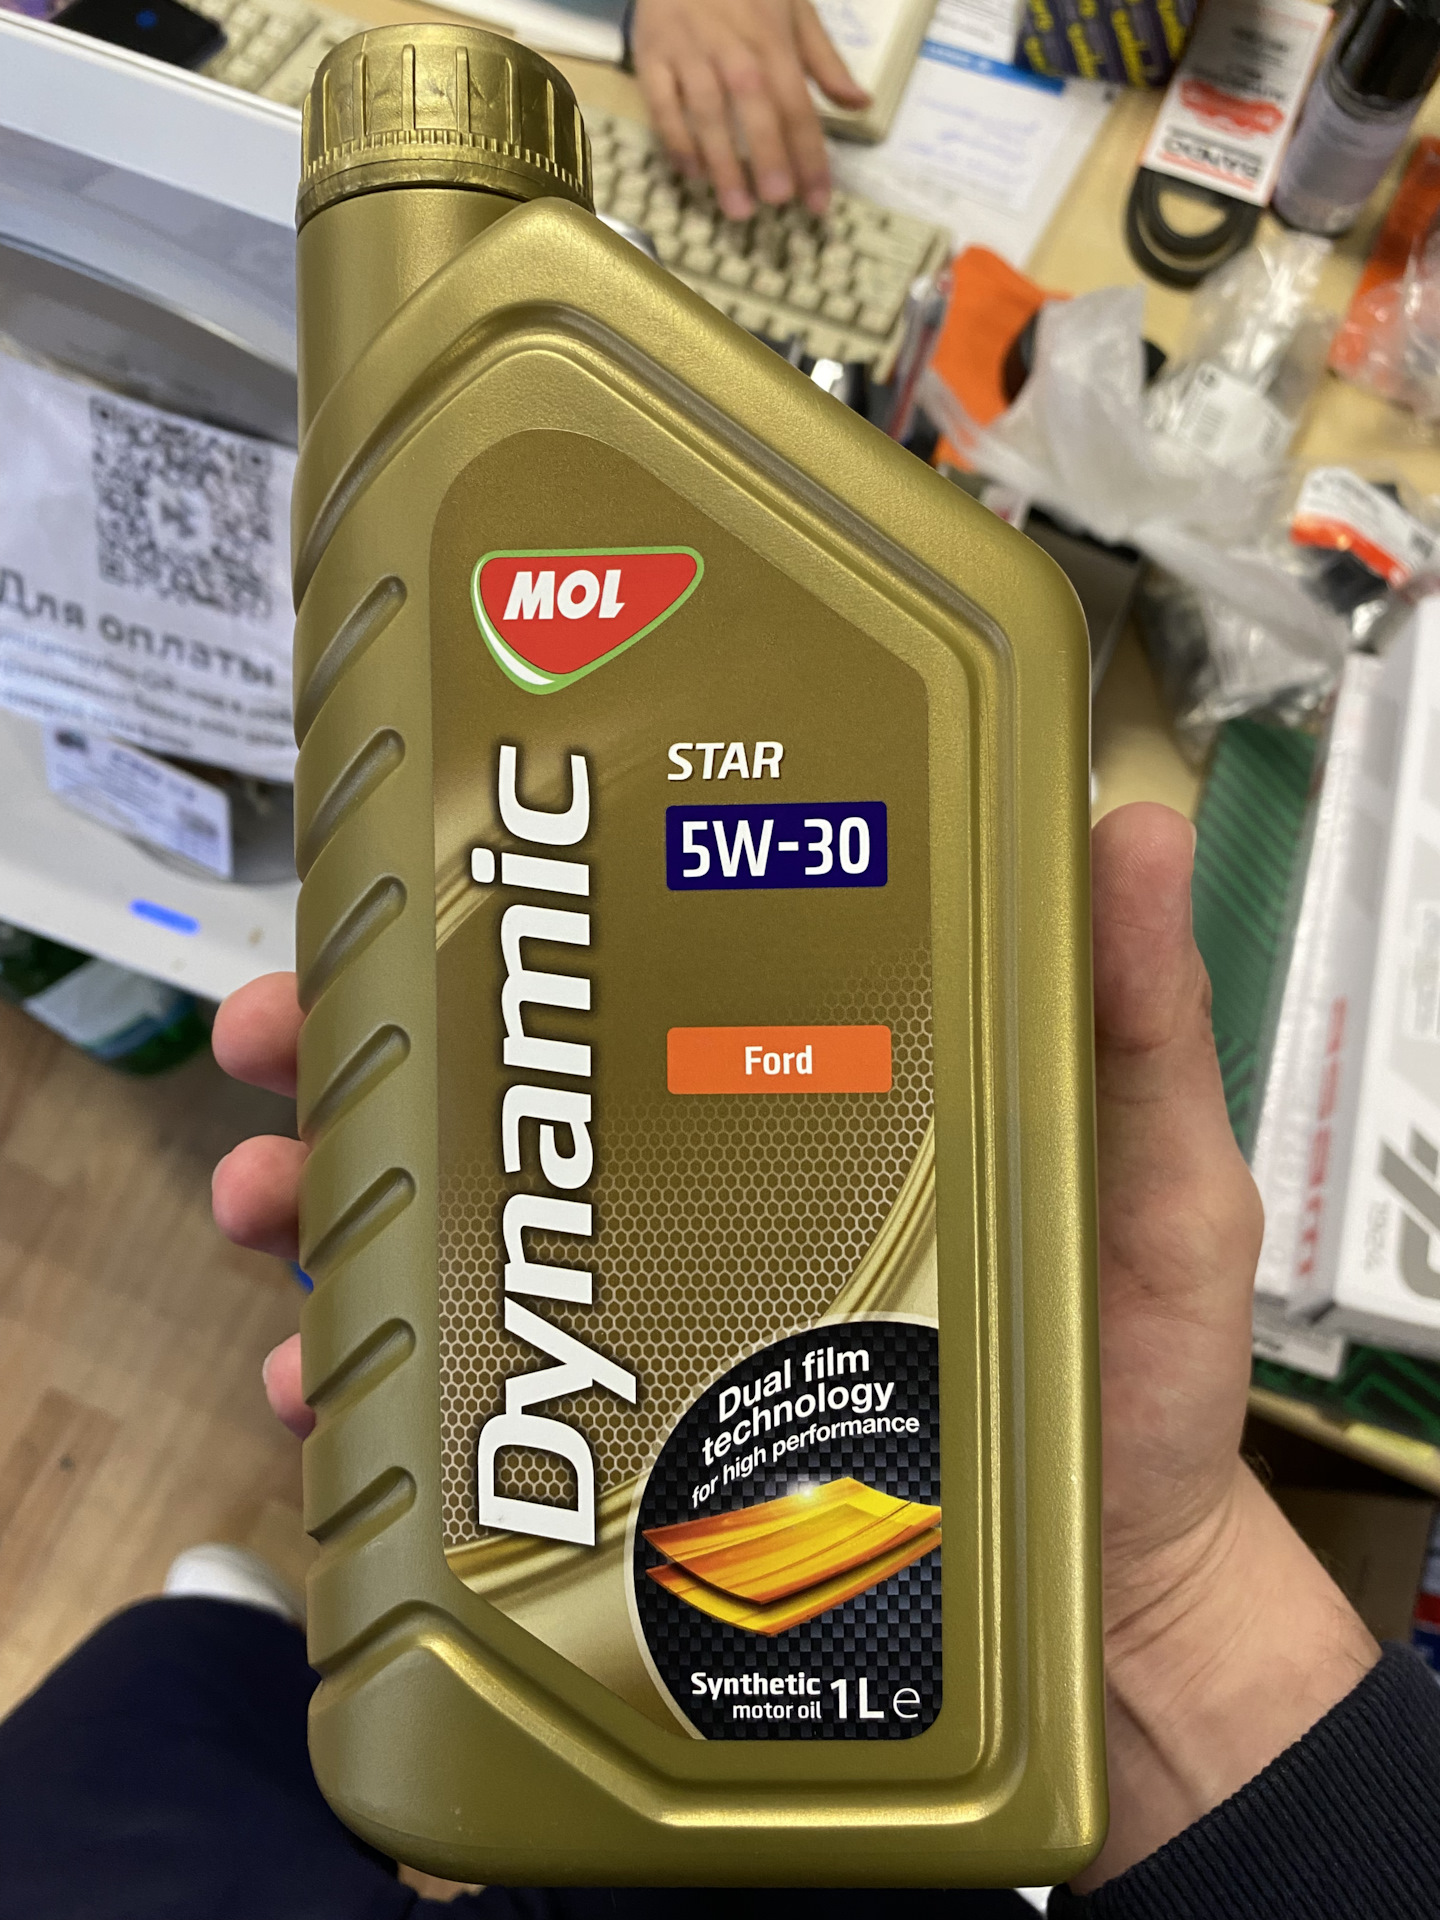 MOL
Dynamic
STAR
5W-30
Ford
Dual film
technology
for high performance
Synthetic
motor oil
1L e
Для оплаты